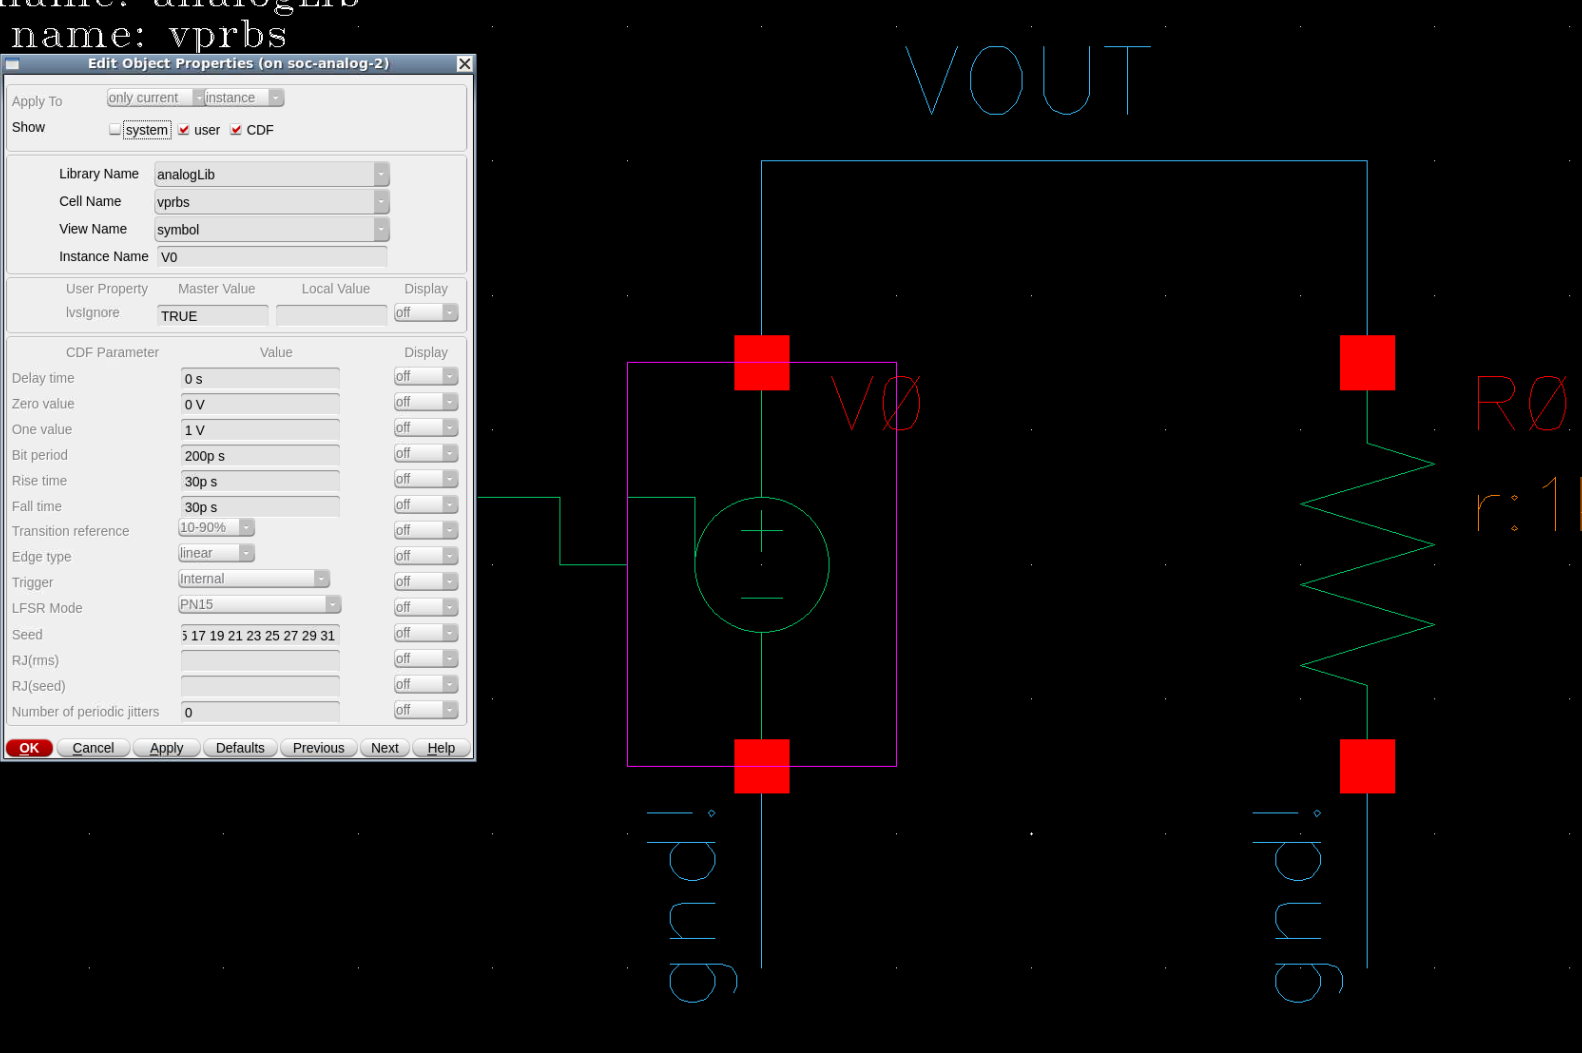 name: analogLib
name: vprbs
Edit Object Properties (on soc-analog-2)
Apply To only current instance
Show system user CDF
Library Name analogLib
Cell Name vprbs
View Name symbol
Instance Name V0
User Property Master Value Local Value Display
lvsIgnore TRUE off
CDF Parameter Value Display
Delay time 0 s off
Zero value 0 V off
One value 1 V off
Bit period 200p s off
Rise time 30p s off
Fall time 30p s off
Transition reference 10-90% off
Edge type linear off
Trigger Internal off
LFSR Mode PN15 off
Seed 17 19 21 23 25 27 29 31 off
RJ(rms) off
RJ(seed) off
Number of periodic jitters 0 off
OK Cancel Apply Defaults Previous Next Help
VOUT
V0
R0
r:1
gnd!
gnd!